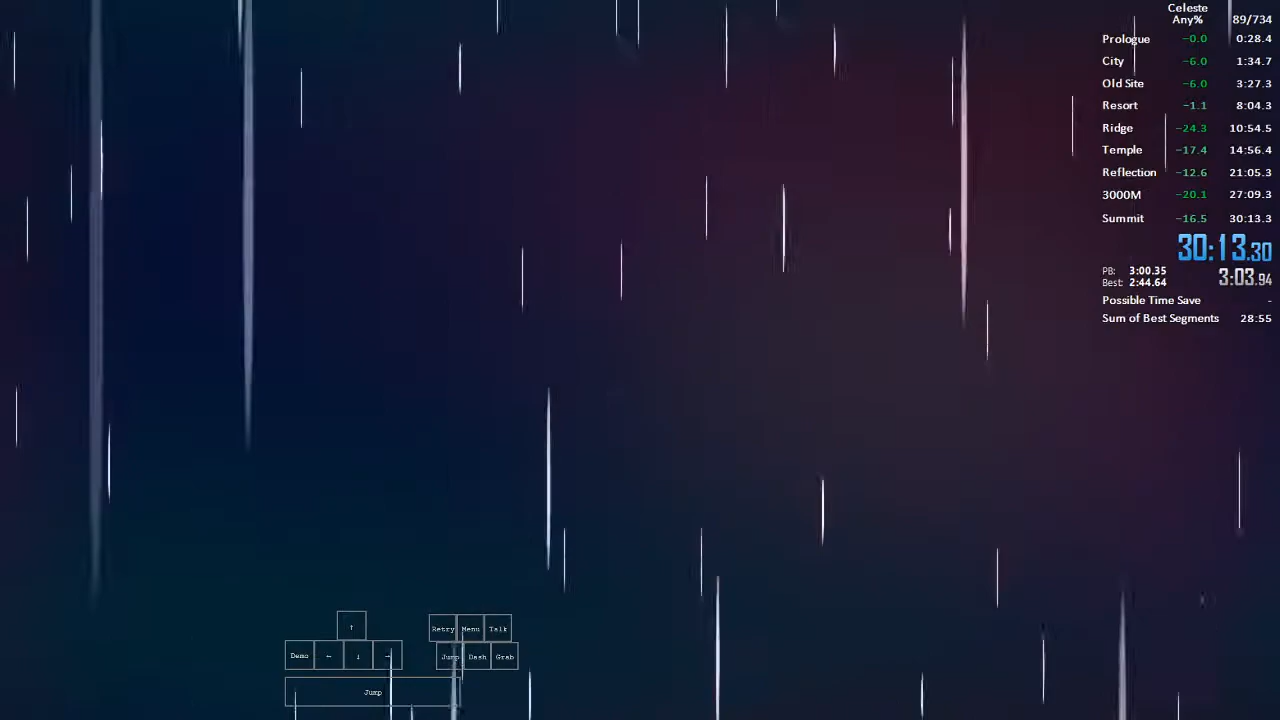 Celeste
Any% 89/734
Prologue −0.0 0:28.4
City −6.0 1:34.7
Old Site −6.0 3:27.3
Resort −1.1 8:04.3
Ridge −24.3 10:54.5
Temple −17.4 14:56.4
Reflection −12.6 21:05.3
3000M −20.1 27:09.3
Summit −16.5 30:13.3
30:13.30
PB: 3:00.35 3:03.94
Best: 2:44.64
Possible Time Save -
Sum of Best Segments 28:55
↑ Retry Menu Talk
Demo ← ↓ → Jump Dash Grab
Jump